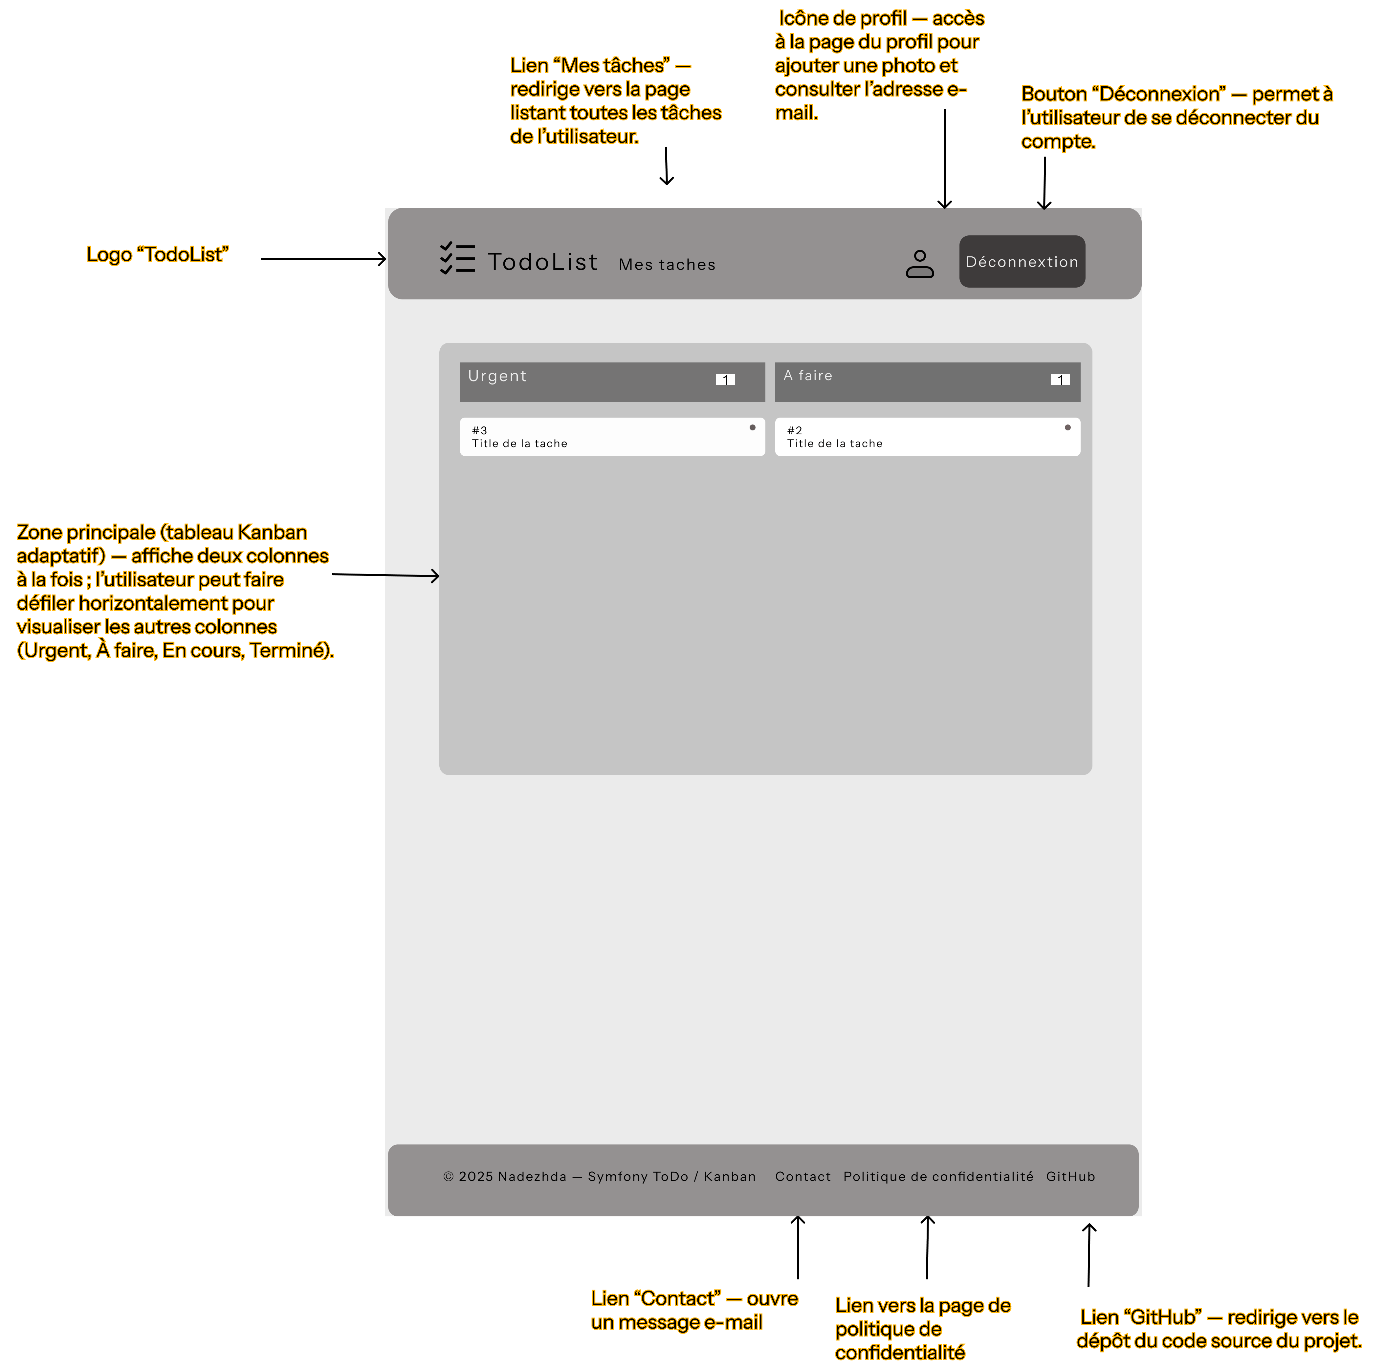 Icône de profil — accès
à la page du profil pour
ajouter une photo et
consulter l’adresse e-
mail.
Lien “Mes tâches” —
redirige vers la page
listant toutes les tâches
de l’utilisateur.
Bouton “Déconnexion” — permet à
l’utilisateur de se déconnecter du
compte.
Logo “TodoList”
TodoList
Mes taches
Déconnextion
Urgent
1
A faire
1
#3
Title de la tache
#2
Title de la tache
Zone principale (tableau Kanban
adaptatif) — affiche deux colonnes
à la fois ; l’utilisateur peut faire
défiler horizontalement pour
visualiser les autres colonnes
(Urgent, À faire, En cours, Terminé).
© 2025 Nadezhda — Symfony ToDo / Kanban
Contact
Politique de confidentialité
GitHub
Lien “Contact” — ouvre
un message e-mail
Lien vers la page de
politique de
confidentialité
Lien “GitHub” — redirige vers le
dépôt du code source du projet.